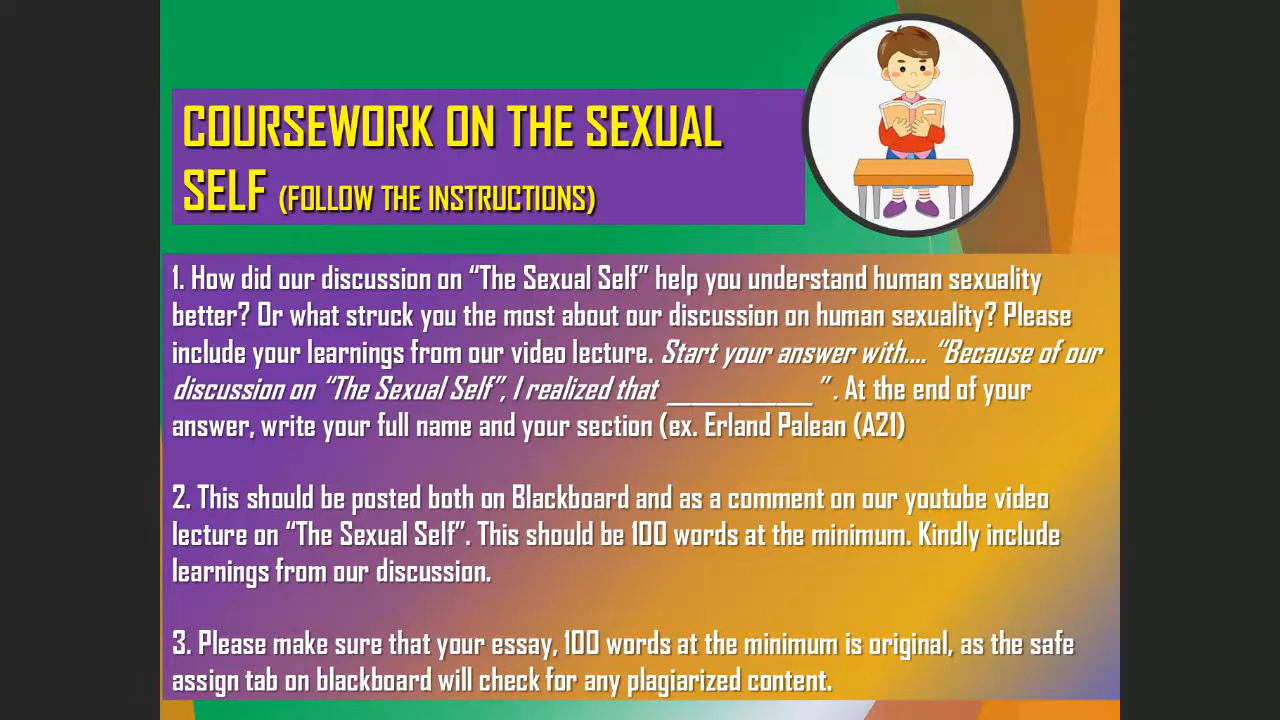 COURSEWORK ON THE SEXUAL
SELF (FOLLOW THE INSTRUCTIONS)
1. How did our discussion on “The Sexual Self” help you understand human sexuality
better? Or what struck you the most about our discussion on human sexuality? Please
include your learnings from our video lecture. Start your answer with.... “Because of our
discussion on “The Sexual Self”, I realized that ____________ ” . At the end of your
answer, write your full name and your section (ex. Erland Palean (A21)
2. This should be posted both on Blackboard and as a comment on our youtube video
lecture on “The Sexual Self”. This should be 100 words at the minimum. Kindly include
learnings from our discussion.
3. Please make sure that your essay, 100 words at the minimum is original, as the safe
assign tab on blackboard will check for any plagiarized content.